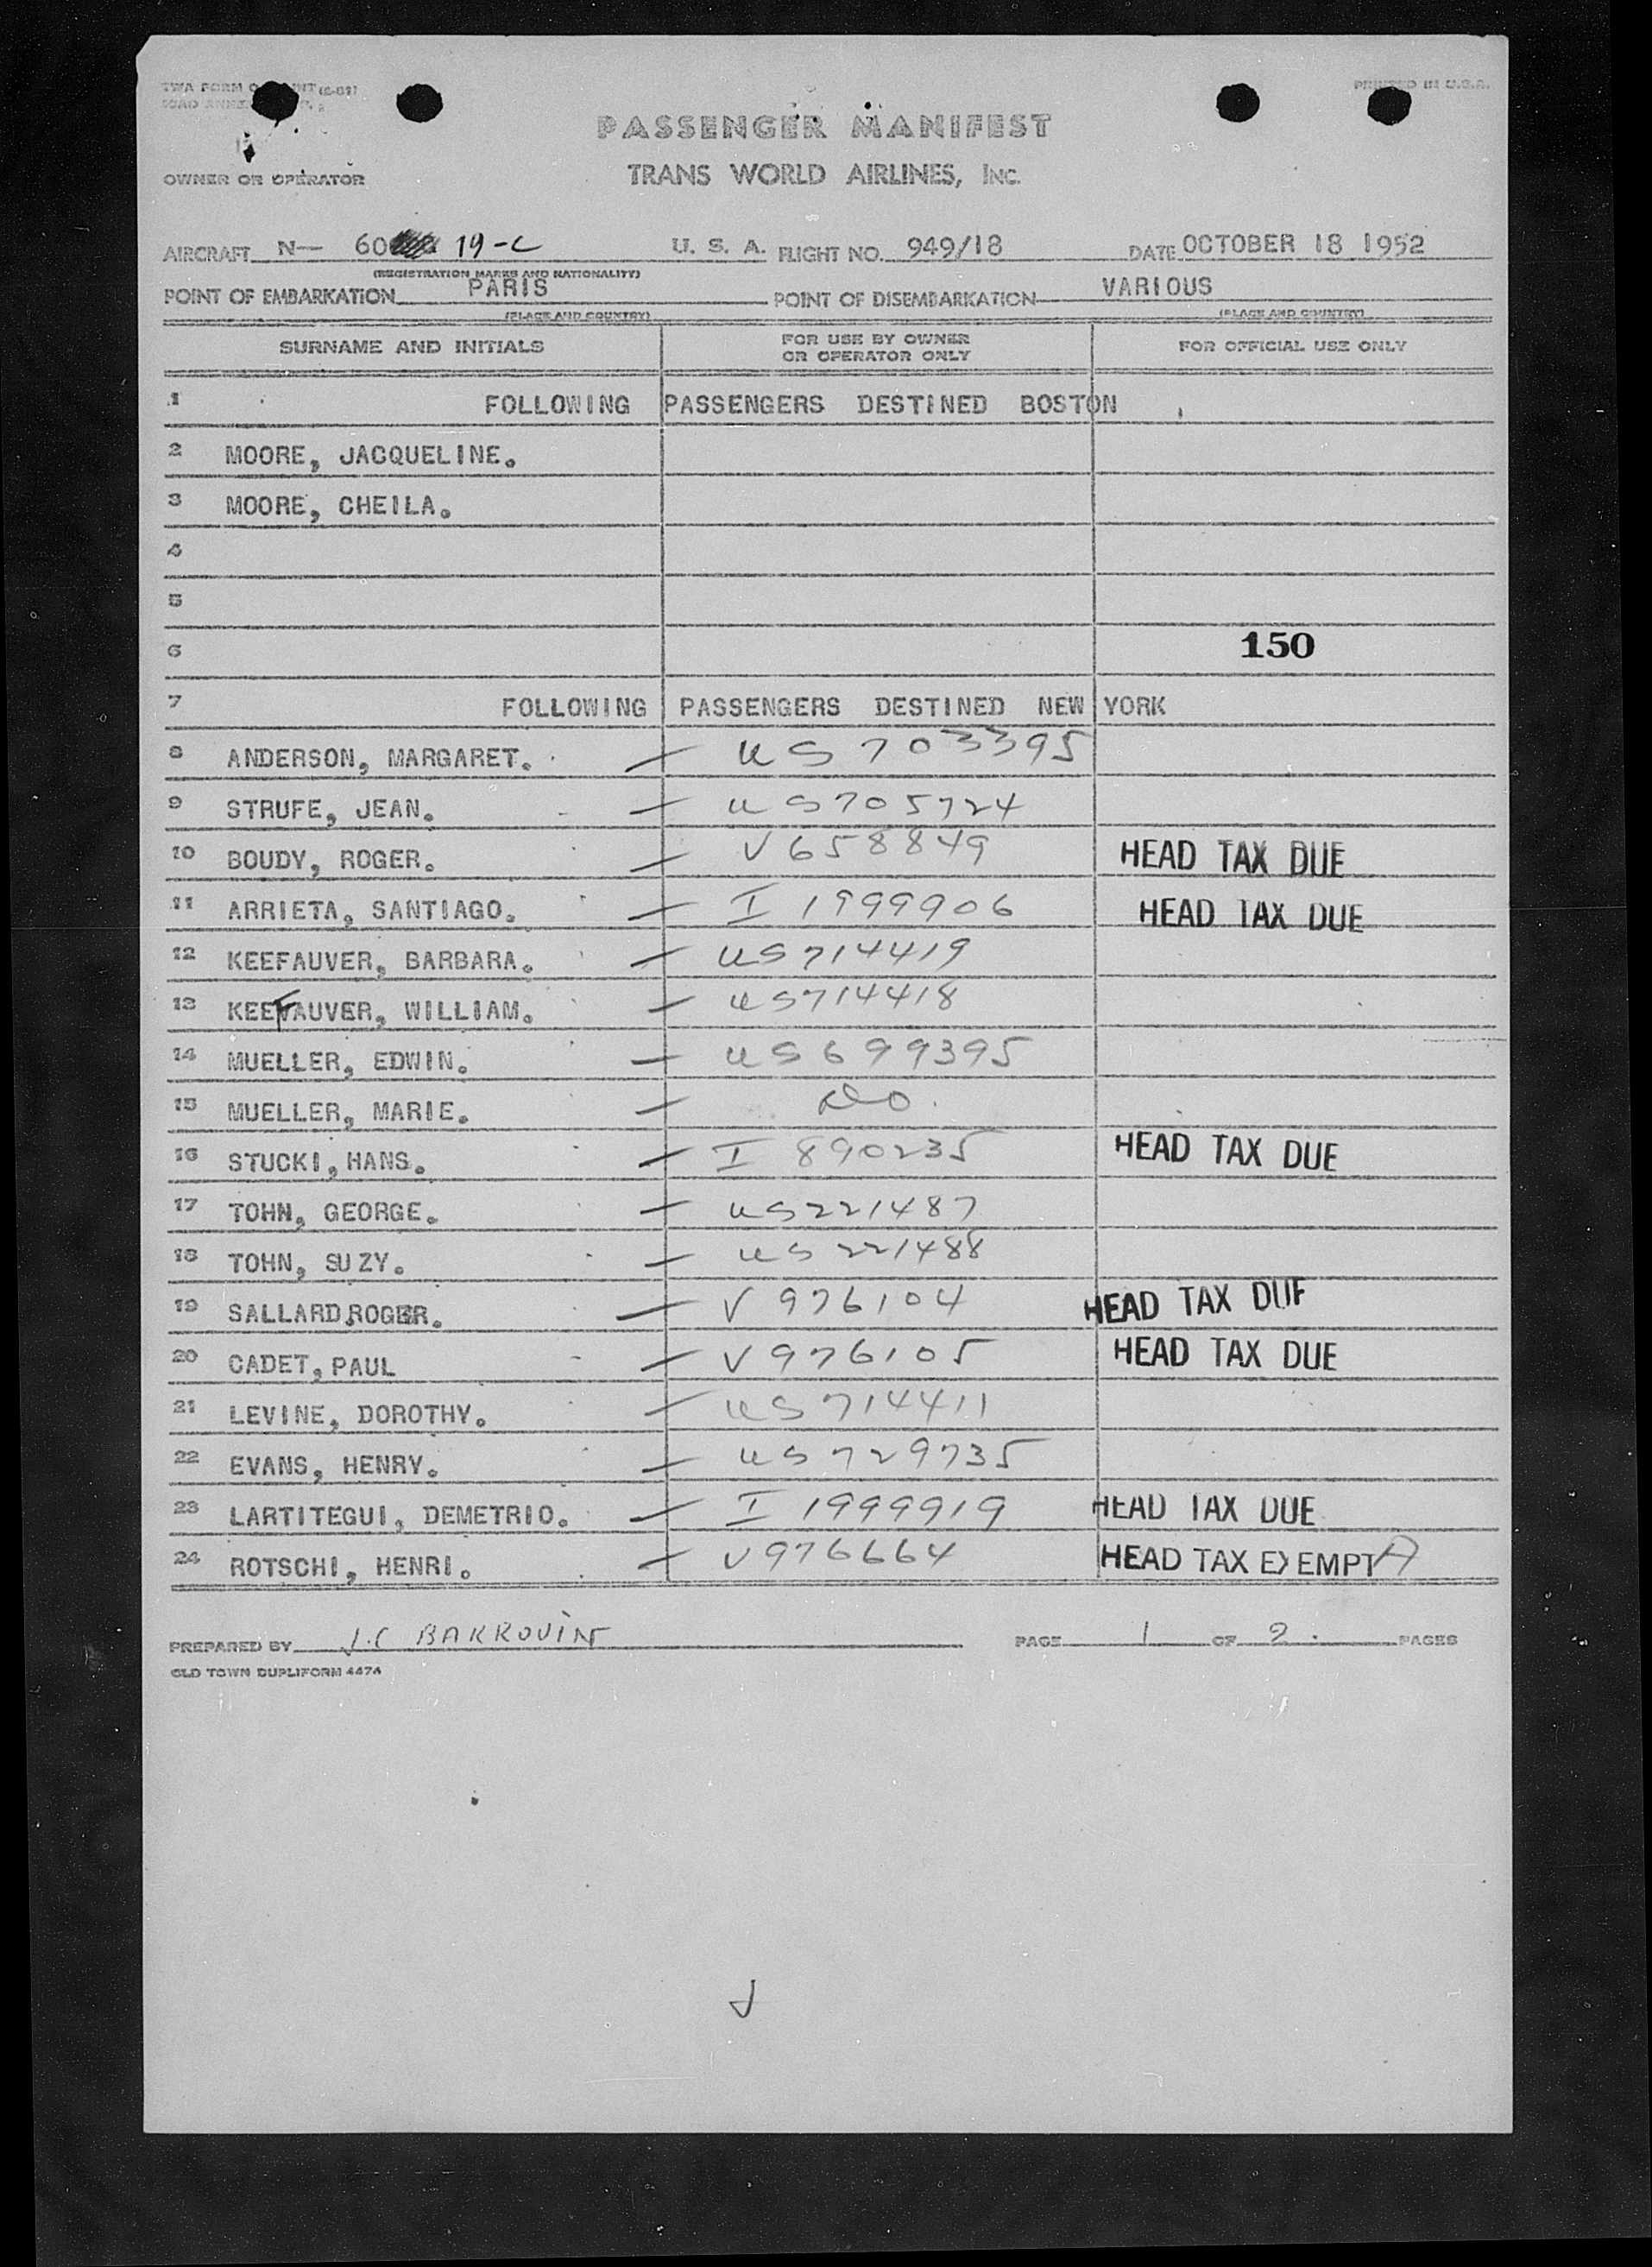 TWA FORM
PRINTED IN U.S.A.
PASSENGER MANIFEST
OWNER OR OPERATOR
TRANS WORLD AIRLINES, INC.
AIRCRAFT N— 60 19-C U. S. A. FLIGHT NO. 949/18 DATE OCTOBER 18 1952
(REGISTRATION MARKS AND NATIONALITY)
POINT OF EMBARKATION PARIS POINT OF DISEMBARKATION VARIOUS
(PLACE AND COUNTRY) (PLACE AND COUNTRY)
SURNAME AND INITIALS FOR USE BY OWNER OR OPERATOR ONLY FOR OFFICIAL USE ONLY
1 FOLLOWING PASSENGERS DESTINED BOSTON
2 MOORE, JACQUELINE.
3 MOORE, CHEILA.
4
5
6 150
7 FOLLOWING PASSENGERS DESTINED NEW YORK
8 ANDERSON, MARGARET. — US 703395
9 STRUFE, JEAN. — US705724
10 BOUDY, ROGER. — V658849 HEAD TAX DUE
11 ARRIETA, SANTIAGO. — I 1999906 HEAD TAX DUE
12 KEEFAUVER, BARBARA. — US714419
13 KEEFAUVER, WILLIAM. — US714418
14 MUELLER, EDWIN. — US699395
15 MUELLER, MARIE. — Do.
16 STUCKI, HANS. — I 890235 HEAD TAX DUE
17 TOHN, GEORGE. — US221487
18 TOHN, SUZY. — US221488
19 SALLARD,ROGER. — V 976104 HEAD TAX DUE
20 CADET, PAUL — V976105 HEAD TAX DUE
21 LEVINE, DOROTHY. — US714411
22 EVANS, HENRY. — US729735
23 LARTITEGUI, DEMETRIO. — I 1999919 HEAD TAX DUE
24 ROTSCHI, HENRI. — V976664 HEAD TAX EXEMPT A
PREPARED BY J.C BARROUIN PAGE 1 OF 2. PAGES
OLD TOWN DUPLIFORM 4474